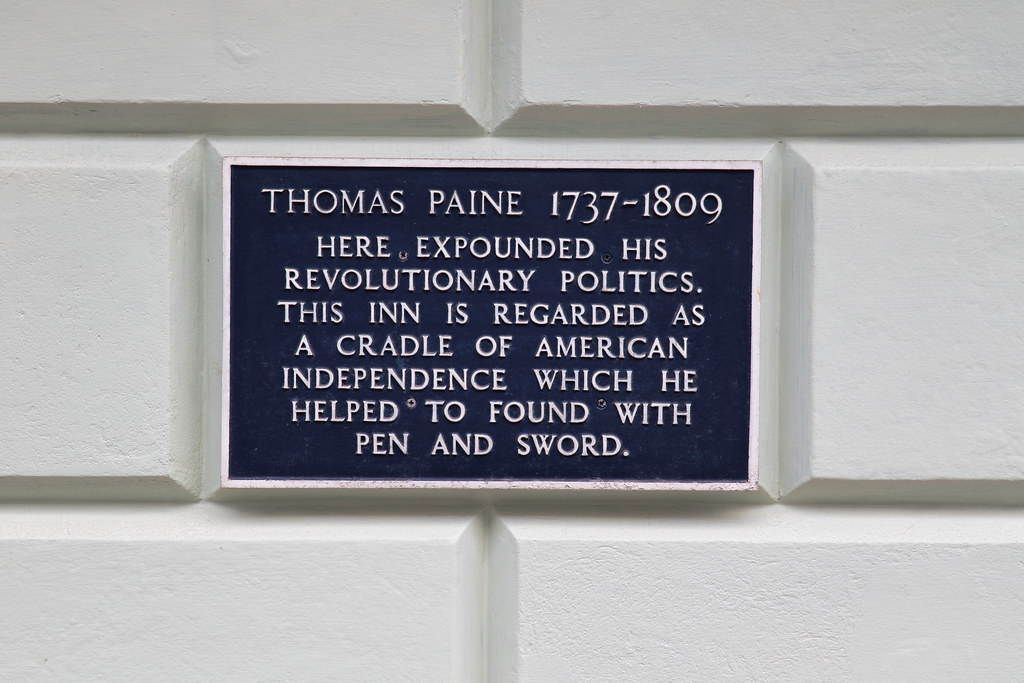 THOMAS PAINE 1737-1809
HERE EXPOUNDED HIS
REVOLUTIONARY POLITICS.
THIS INN IS REGARDED AS
A CRADLE OF AMERICAN
INDEPENDENCE WHICH HE
HELPED TO FOUND WITH
PEN AND SWORD.